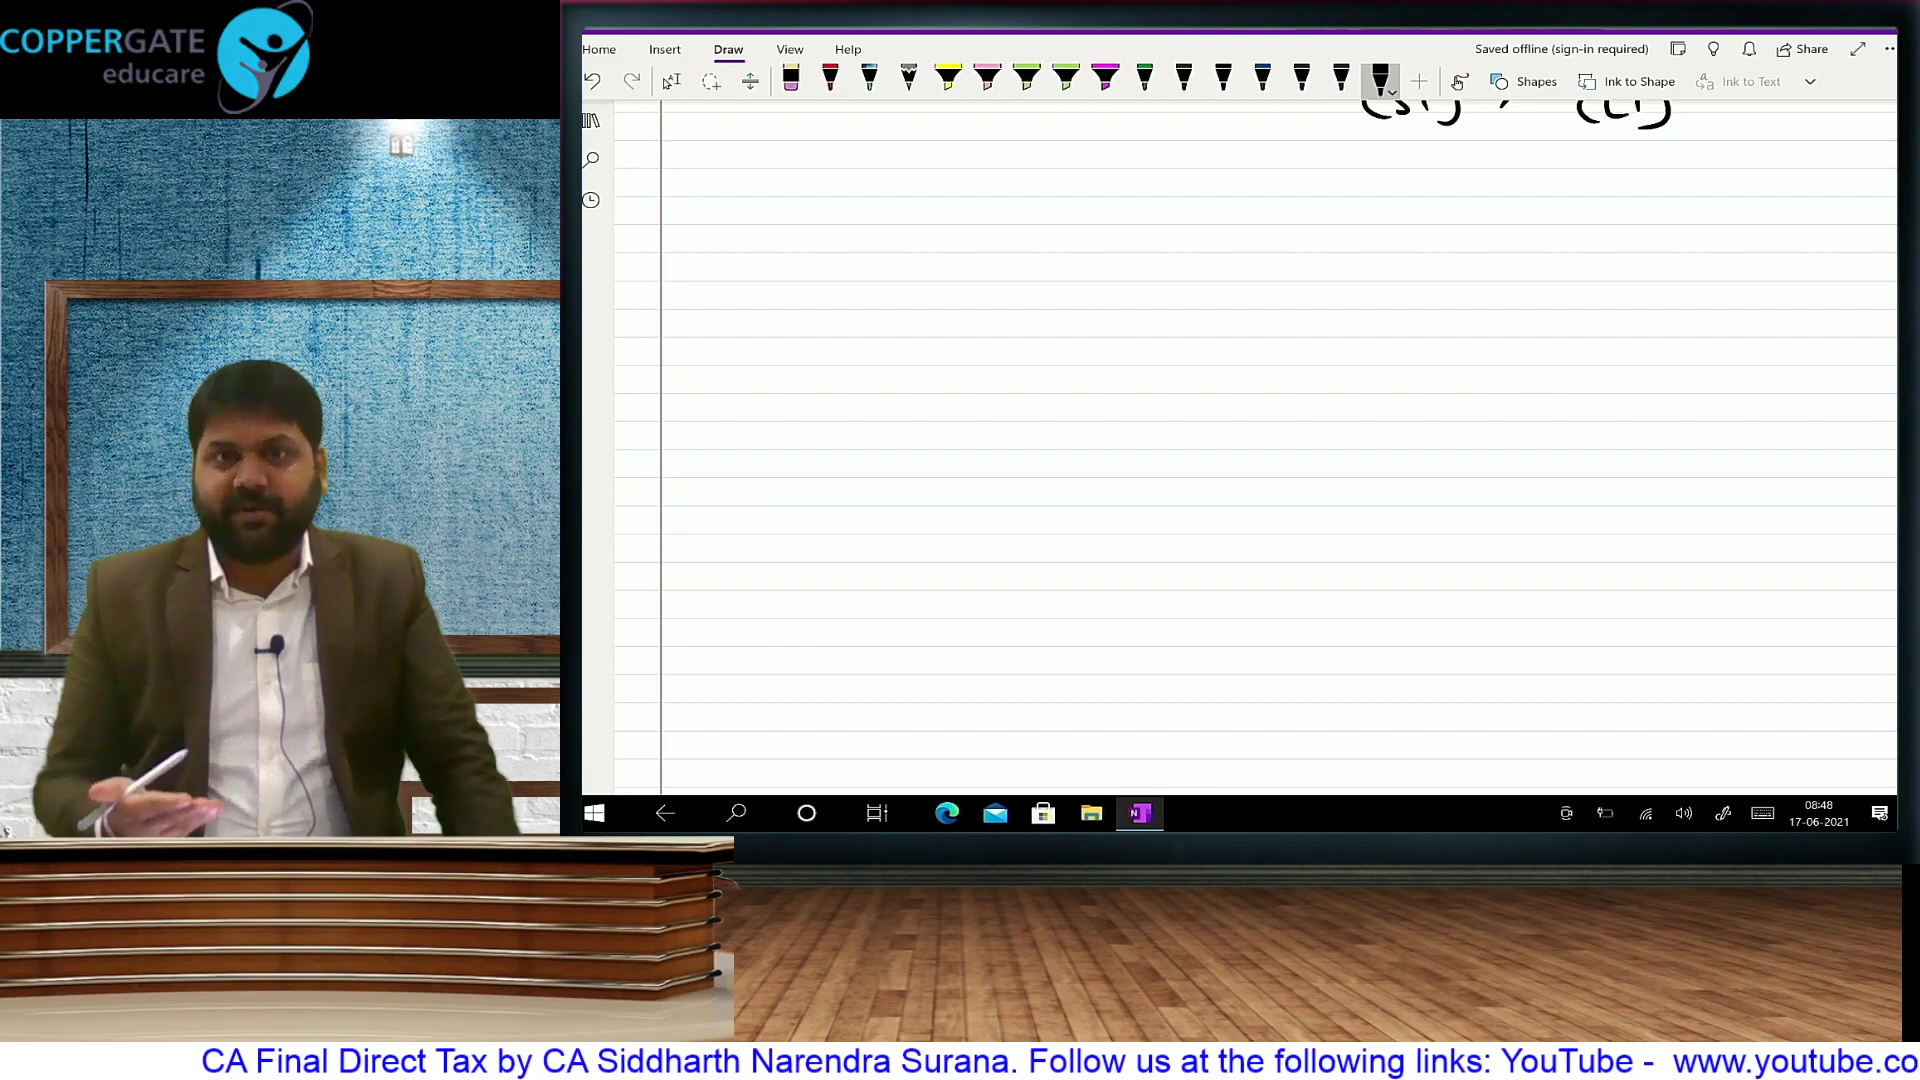 COPPERGATE
educare
Home Insert Draw View Help
Saved offline (sign-in required) Share
Shapes Ink to Shape Ink to Text
08:48
17-06-2021
CA Final Direct Tax by CA Siddharth Narendra Surana. Follow us at the following links: YouTube - www.youtube.co